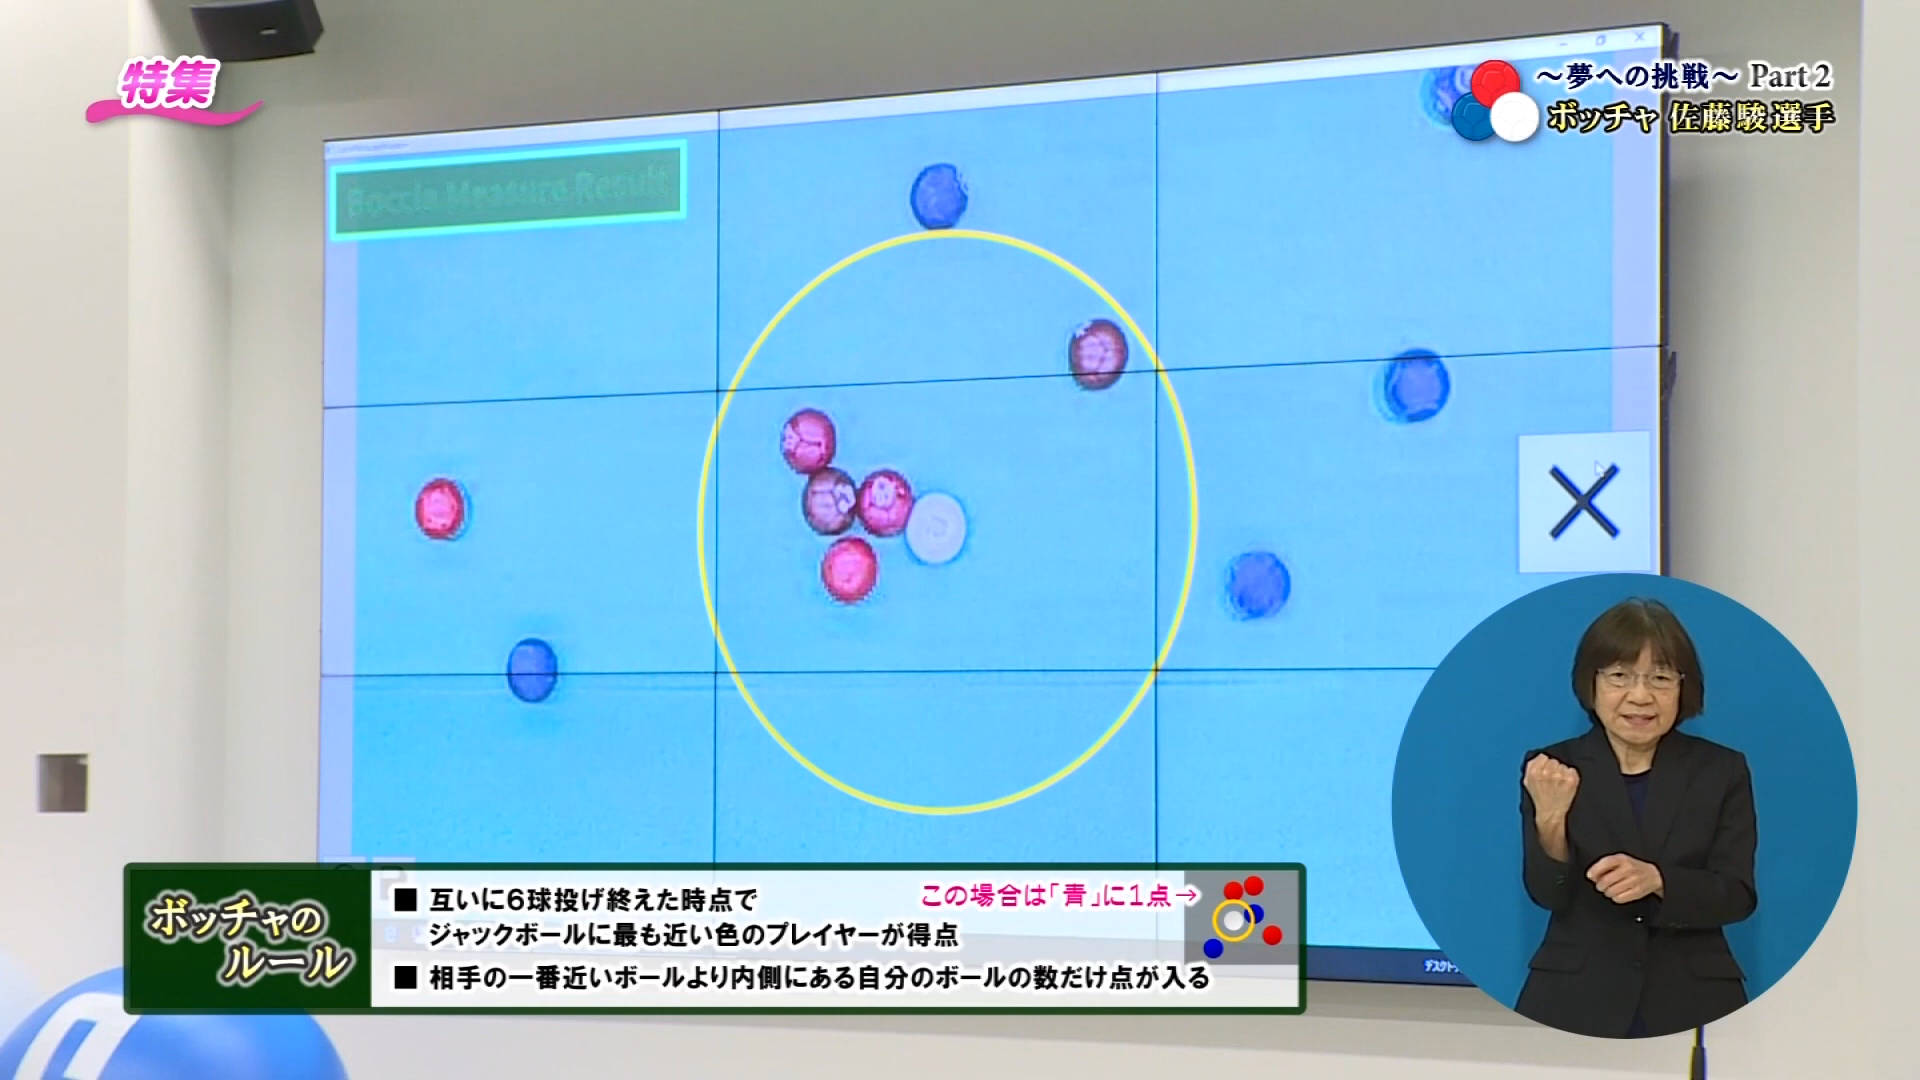 特集
～夢への挑戦～ Part 2
ボッチャ 佐藤駿選手
Boccia Measure Result
ボッチャの
ルール
■ 互いに6球投げ終えた時点で
ジャックボールに最も近い色のプレイヤーが得点
この場合は「青」に1点→
■ 相手の一番近いボールより内側にある自分のボールの数だけ点が入る